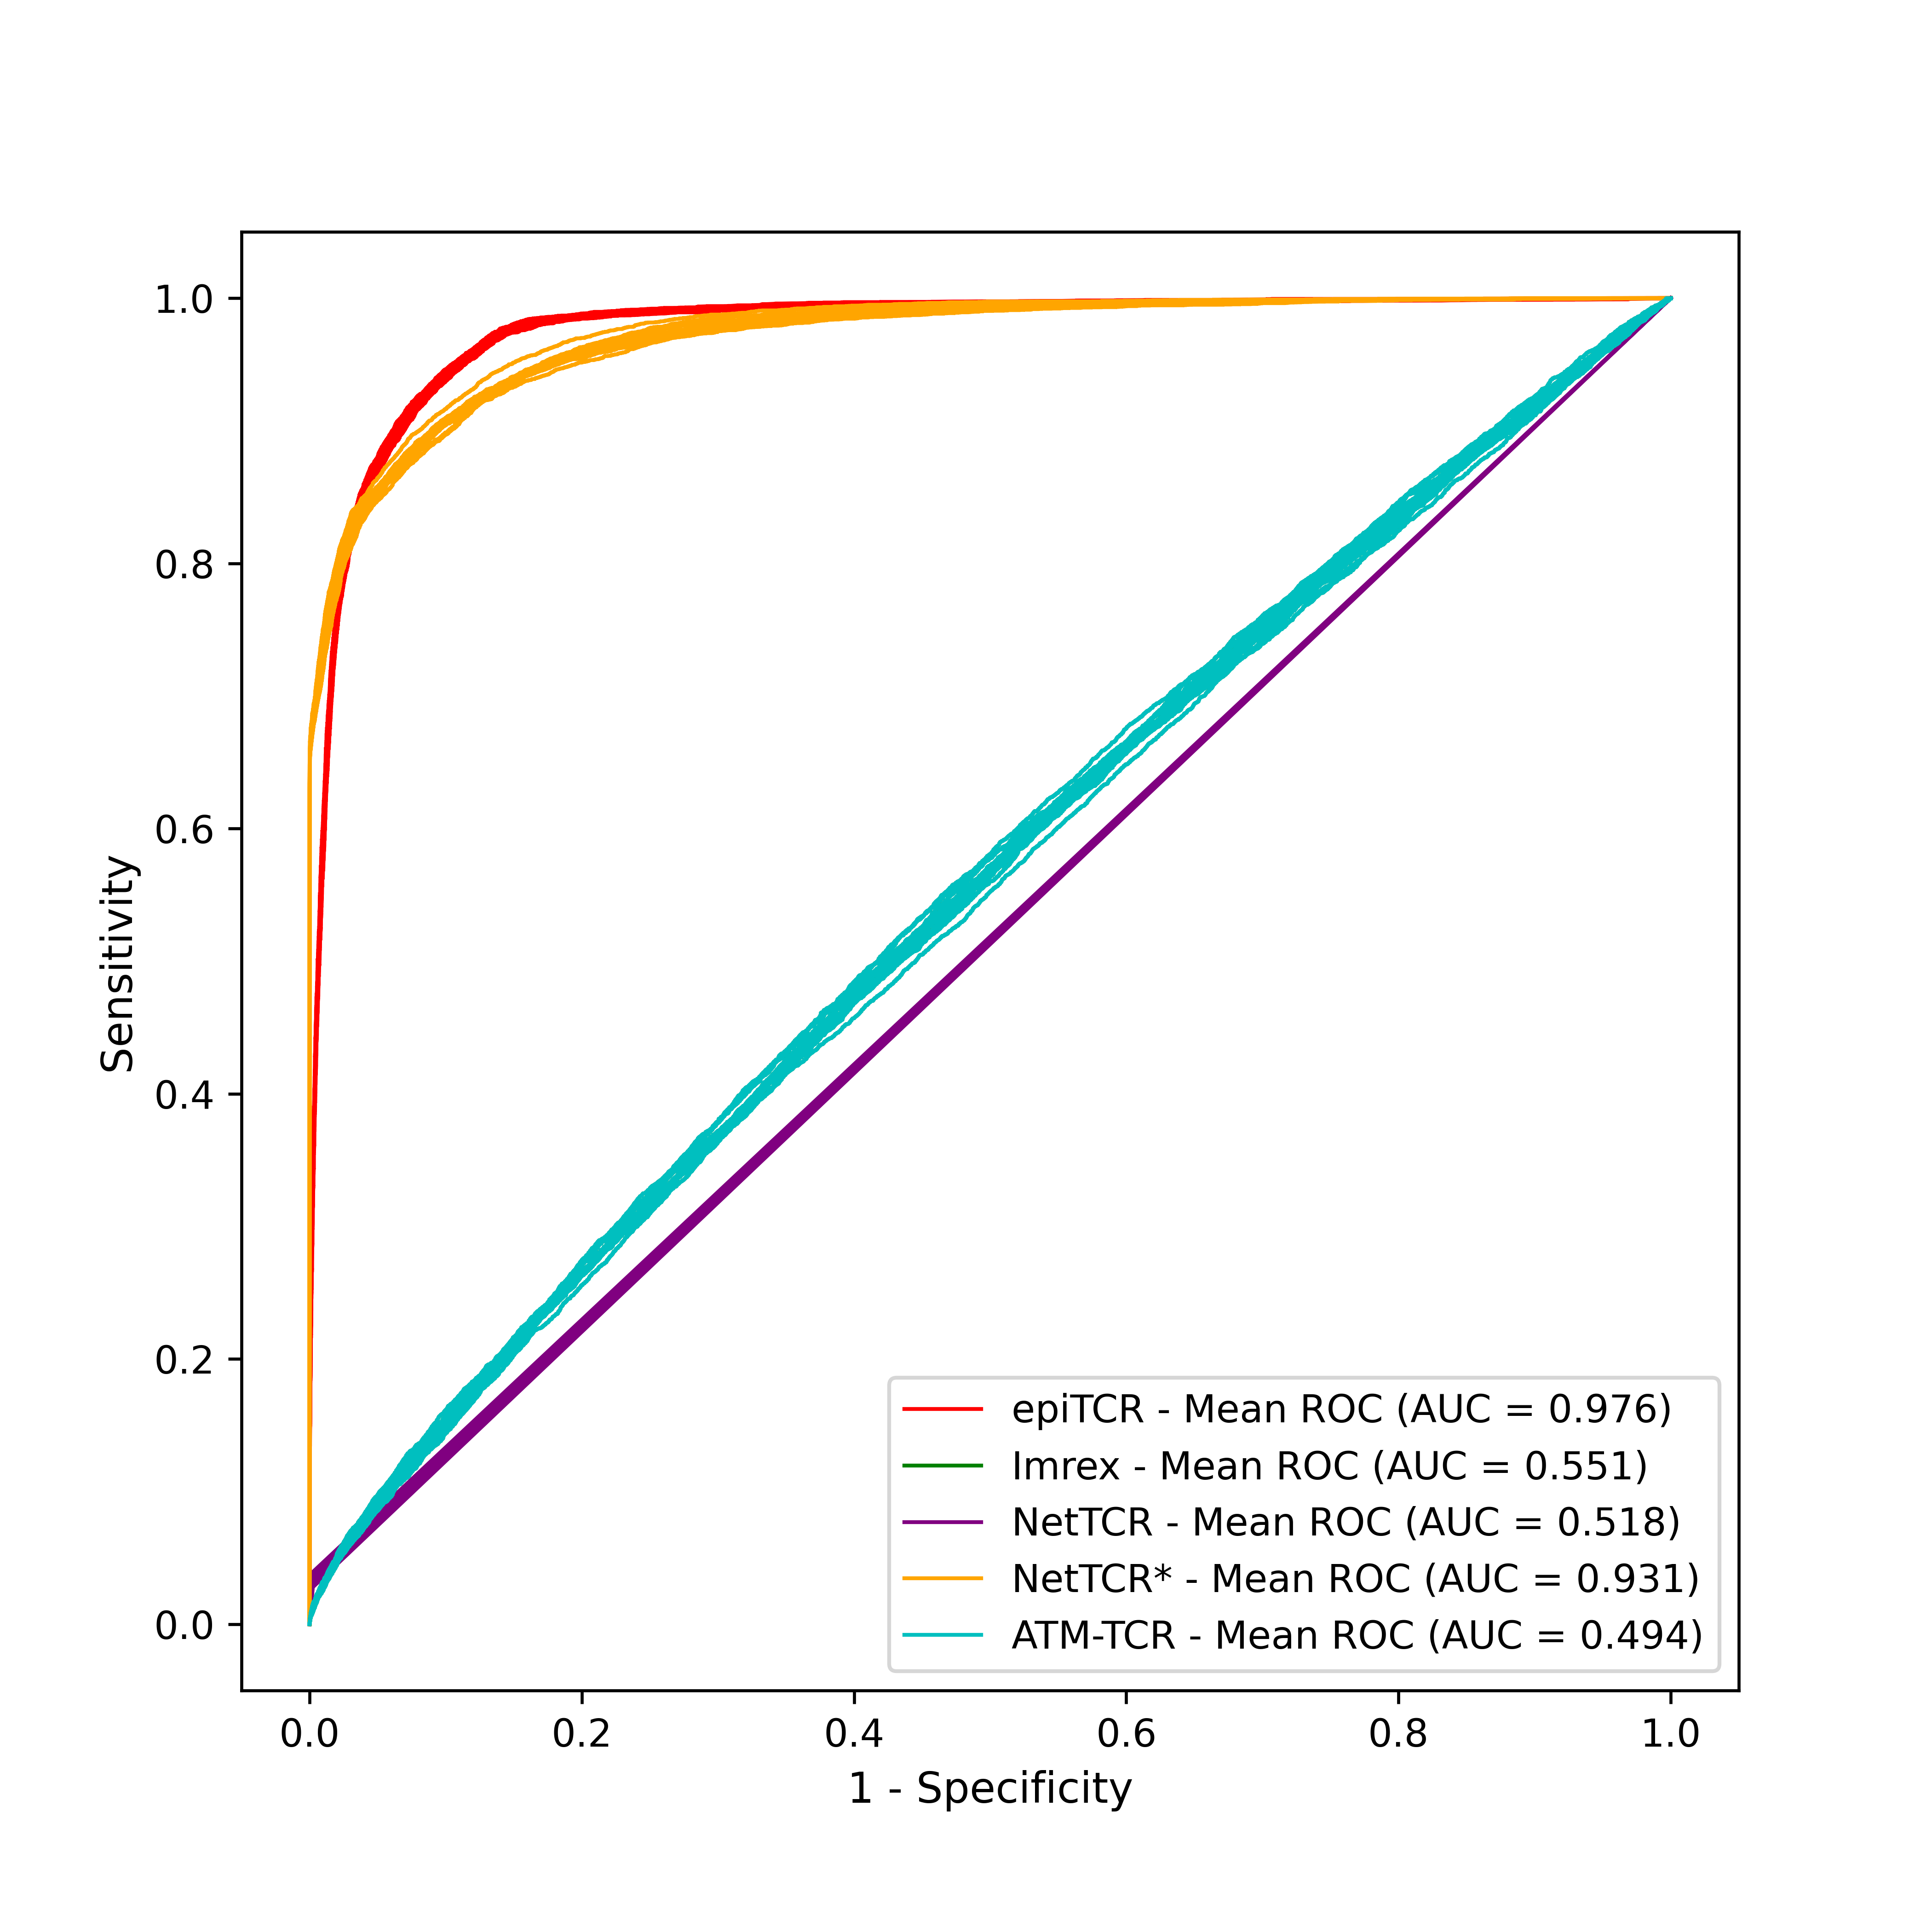 1.0
0.8
0.6
0.4
0.2
0.0
Sensitivity
epiTCR - Mean ROC (AUC = 0.976)
Imrex - Mean ROC (AUC = 0.551)
NetTCR - Mean ROC (AUC = 0.518)
NetTCR* - Mean ROC (AUC = 0.931)
ATM-TCR - Mean ROC (AUC = 0.494)
0.0 0.2 0.4 0.6 0.8 1.0
1 - Specificity